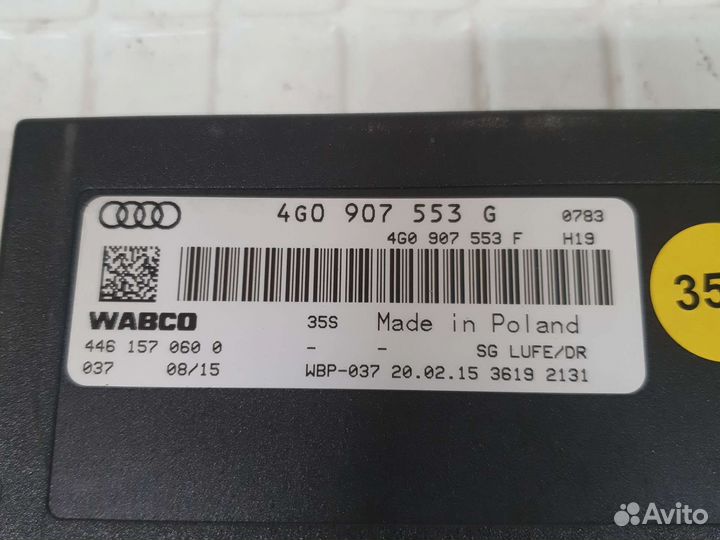 4G0 907 553 G 0783
4G0 907 553 F H19
WABCO 35S Made in Poland
446 157 060 0 - - SG LUFE/DR
037 08/15 WBP-037 20.02.15 3619 2131
35
Avito